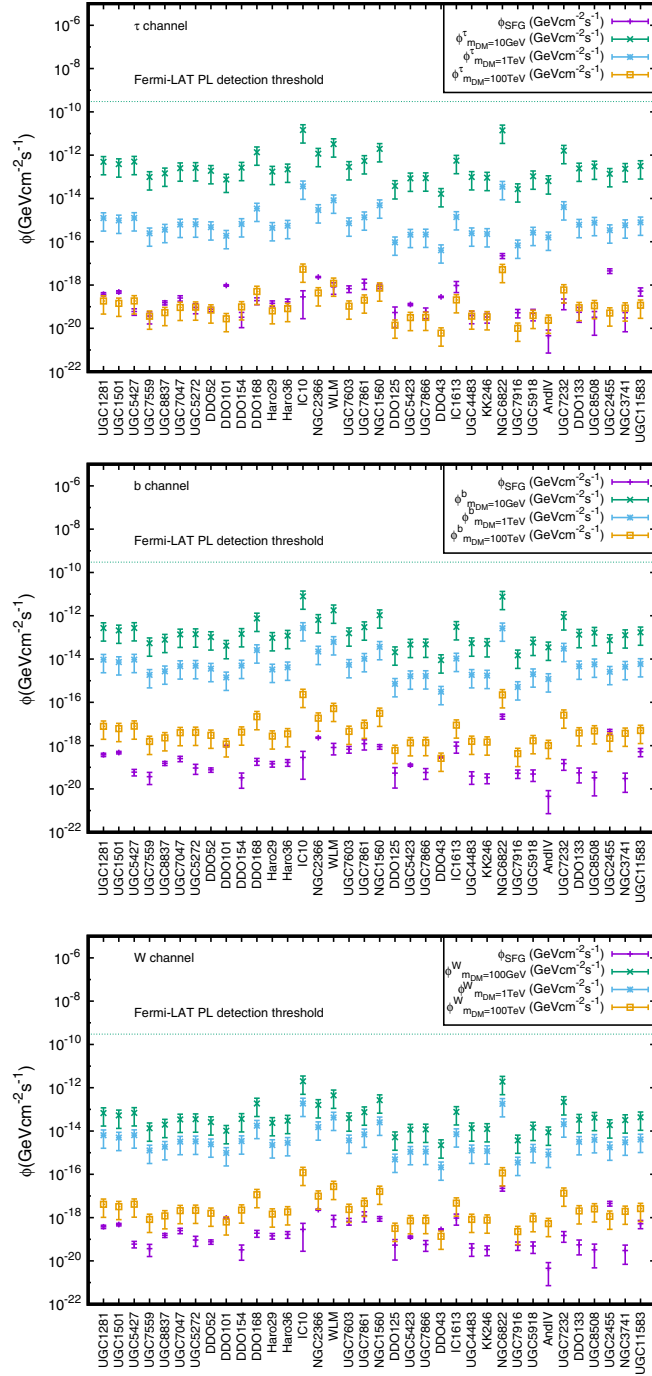 τ channel
Fermi-LAT PL detection threshold
ϕSFG (GeVcm-2s-1)
ϕτmDM=10GeV (GeVcm-2s-1)
ϕτmDM=1TeV (GeVcm-2s-1)
ϕτmDM=100TeV (GeVcm-2s-1)
ϕ(GeVcm-2s-1)
10-6
10-8
10-10
10-12
10-14
10-16
10-18
10-20
10-22
UGC1281
UGC1501
UGC5427
UGC7559
UGC8837
UGC7047
UGC5272
DDO52
DDO101
DDO154
DDO168
Haro29
Haro36
IC10
NGC2366
WLM
UGC7603
UGC7861
NGC1560
DDO125
UGC5423
UGC7866
DDO43
IC1613
UGC4483
KK246
NGC6822
UGC7916
UGC5918
AndIV
UGC7232
DDO133
UGC8508
UGC2455
NGC3741
UGC11583
b channel
Fermi-LAT PL detection threshold
ϕSFG (GeVcm-2s-1)
ϕbmDM=10GeV (GeVcm-2s-1)
ϕbmDM=1TeV (GeVcm-2s-1)
ϕbmDM=100TeV (GeVcm-2s-1)
ϕ(GeVcm-2s-1)
10-6
10-8
10-10
10-12
10-14
10-16
10-18
10-20
10-22
UGC1281
UGC1501
UGC5427
UGC7559
UGC8837
UGC7047
UGC5272
DDO52
DDO101
DDO154
DDO168
Haro29
Haro36
IC10
NGC2366
WLM
UGC7603
UGC7861
NGC1560
DDO125
UGC5423
UGC7866
DDO43
IC1613
UGC4483
KK246
NGC6822
UGC7916
UGC5918
AndIV
UGC7232
DDO133
UGC8508
UGC2455
NGC3741
UGC11583
W channel
Fermi-LAT PL detection threshold
ϕSFG (GeVcm-2s-1)
ϕWmDM=100GeV (GeVcm-2s-1)
ϕWmDM=1TeV (GeVcm-2s-1)
ϕWmDM=100TeV (GeVcm-2s-1)
ϕ(GeVcm-2s-1)
10-6
10-8
10-10
10-12
10-14
10-16
10-18
10-20
10-22
UGC1281
UGC1501
UGC5427
UGC7559
UGC8837
UGC7047
UGC5272
DDO52
DDO101
DDO154
DDO168
Haro29
Haro36
IC10
NGC2366
WLM
UGC7603
UGC7861
NGC1560
DDO125
UGC5423
UGC7866
DDO43
IC1613
UGC4483
KK246
NGC6822
UGC7916
UGC5918
AndIV
UGC7232
DDO133
UGC8508
UGC2455
NGC3741
UGC11583